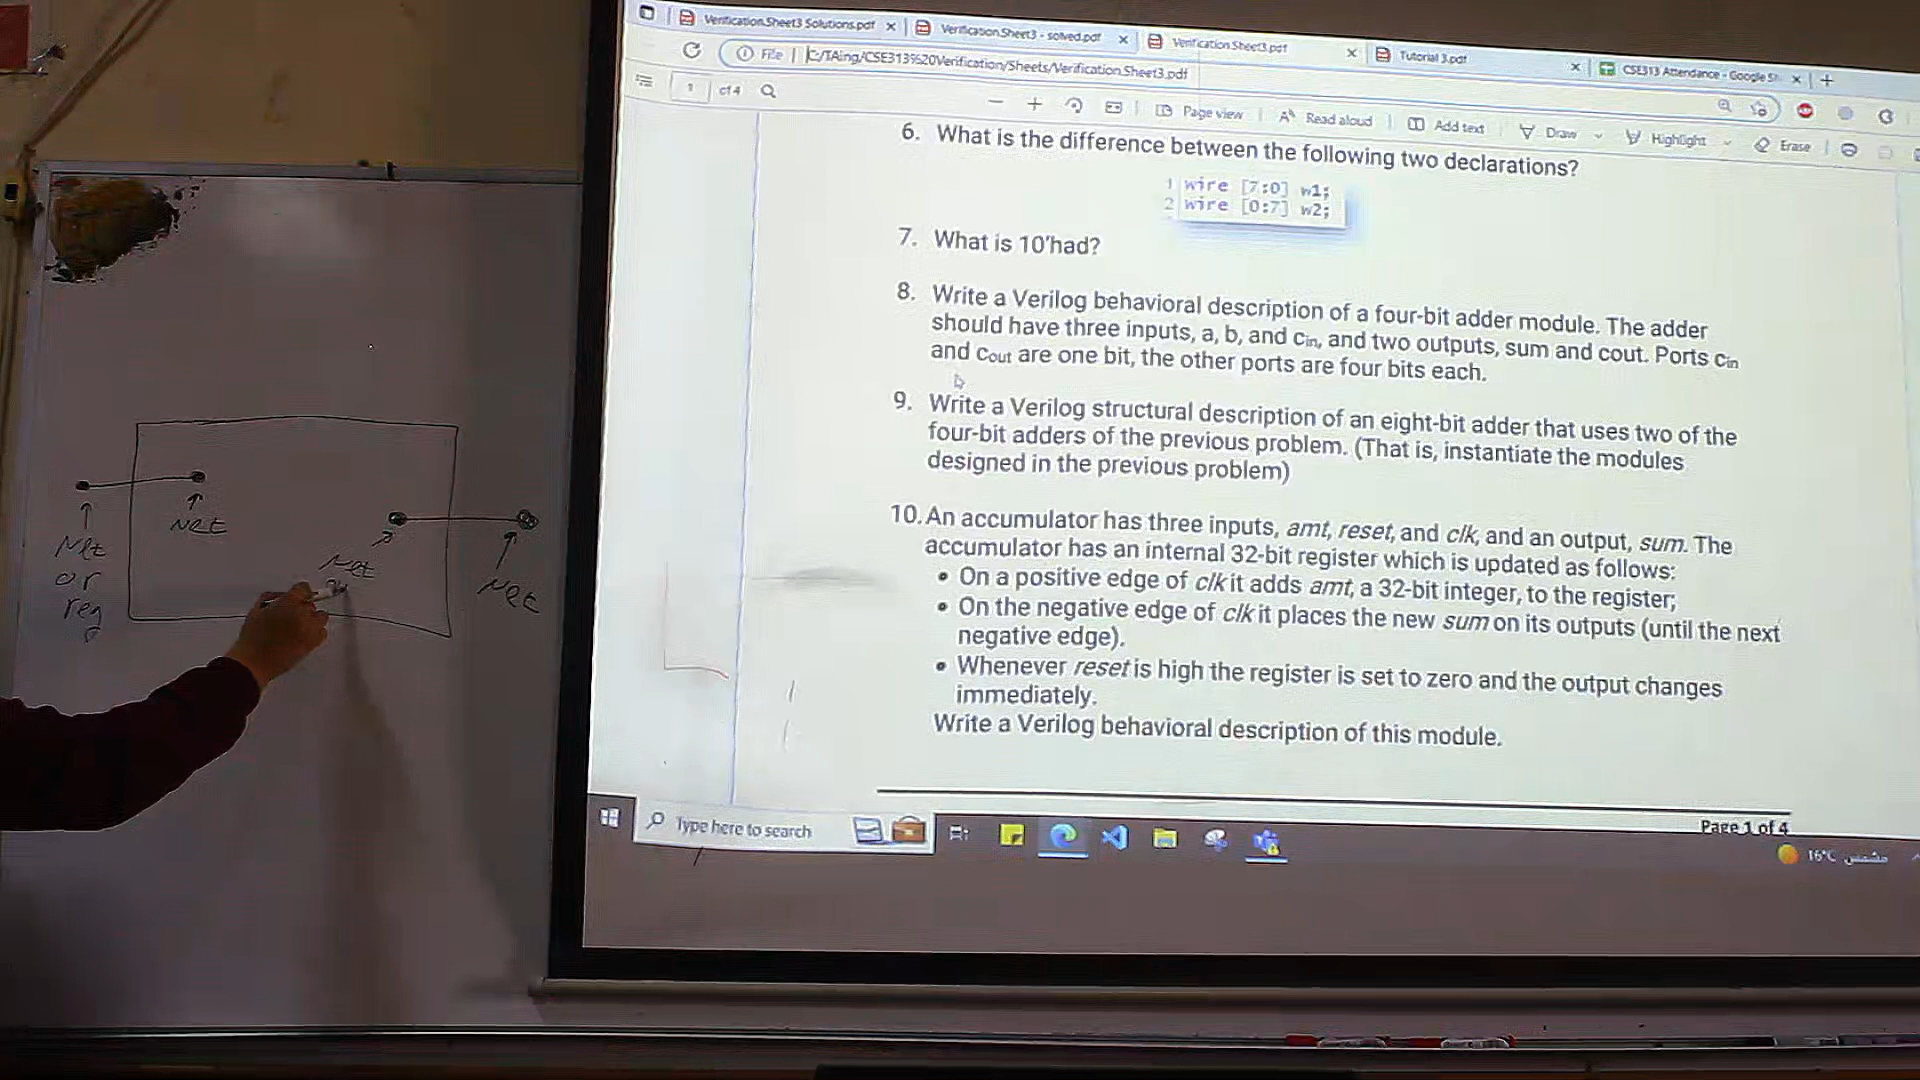 Verification.Sheet3 Solutions.pdf
Verification.Sheet3 - solved.pdf
Verification.Sheet3.pdf
Tutorial 3.pdf
CSE313 Attendance - Google Sh
File | C:/TAing/CSE313%20Verification/Sheets/Verification.Sheet3.pdf
1 of 4
Page view
Read aloud
Add text
Draw
Highlight
Erase
6. What is the difference between the following two declarations?
1 wire [7:0] w1;
2 wire [0:7] w2;
7. What is 10'had?
8. Write a Verilog behavioral description of a four-bit adder module. The adder
should have three inputs, a, b, and cin, and two outputs, sum and cout. Ports cin
and cout are one bit, the other ports are four bits each.
9. Write a Verilog structural description of an eight-bit adder that uses two of the
four-bit adders of the previous problem. (That is, instantiate the modules
designed in the previous problem)
10. An accumulator has three inputs, amt, reset, and clk, and an output, sum. The
accumulator has an internal 32-bit register which is updated as follows:
• On a positive edge of clk it adds amt, a 32-bit integer, to the register;
• On the negative edge of clk it places the new sum on its outputs (until the next
negative edge).
• Whenever reset is high the register is set to zero and the output changes
immediately.
Write a Verilog behavioral description of this module.
Page 1 of 4
Type here to search
16°C مشمس
Net
or
reg
Net
Net
Net